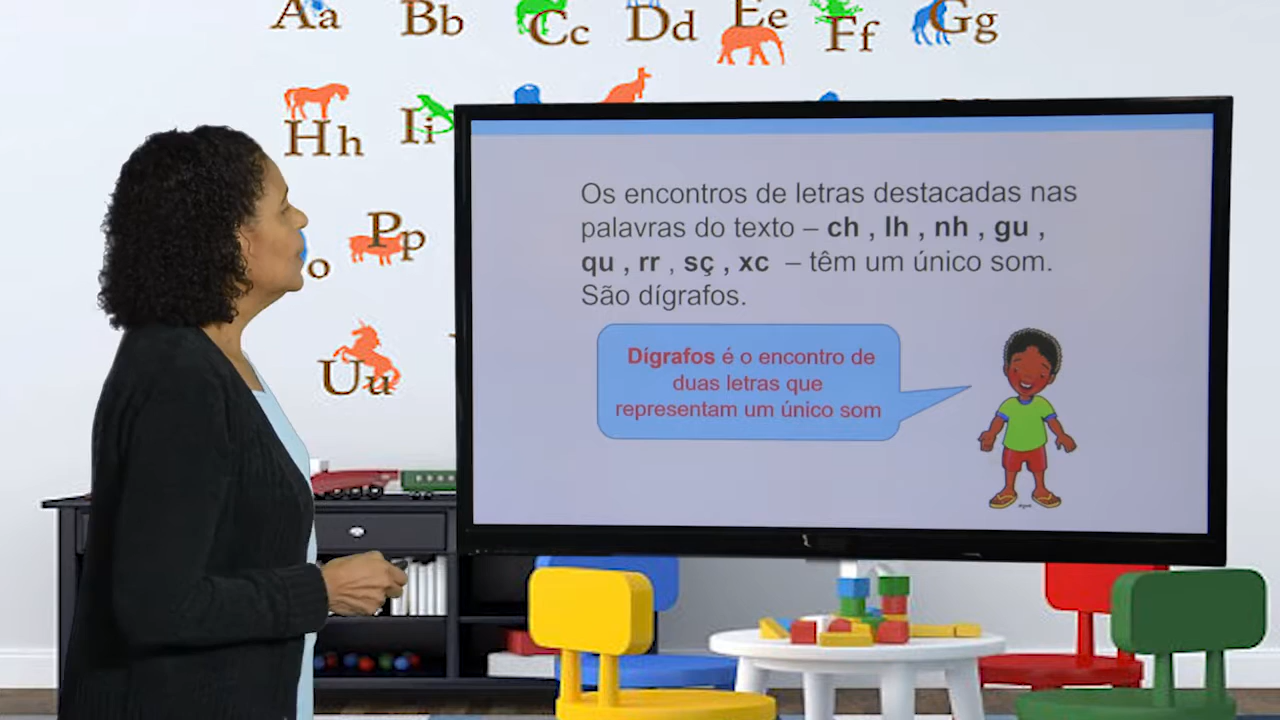 Aa Bb Cc Dd Ee Ff Gg
Hh Ii
o Pp
Uu
Os encontros de letras destacadas nas
palavras do texto – ch , lh , nh , gu ,
qu , rr , sç , xc – têm um único som.
São dígrafos.
Dígrafos é o encontro de
duas letras que
representam um único som